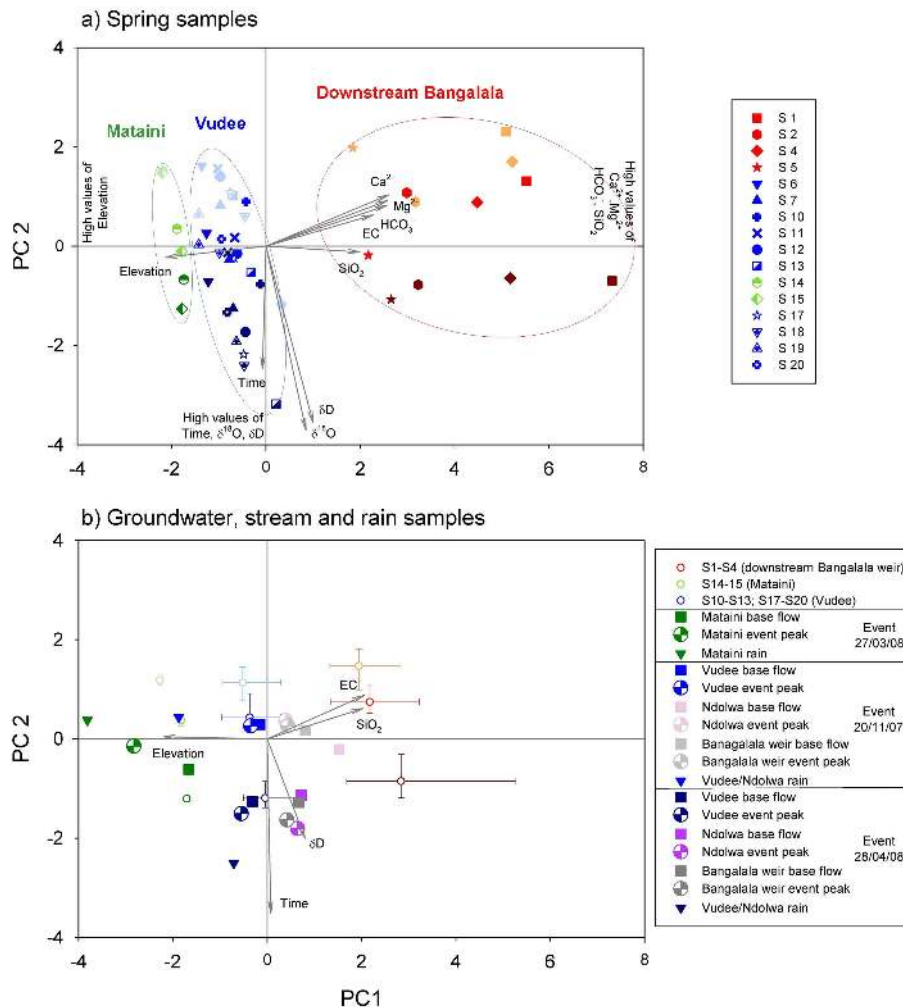 a) Spring samples
4
2
0
-2
-4
PC 2
Mataini
Vudee
Downstream Bangalala
High values of
Elevation
Ca²
Mg²
HCO₃
EC
SiO₂
Elevation
Time
High values of
Time, δ¹⁸O, δD
δD
δ¹⁸O
High values of
Ca²⁺, Mg²⁺
HCO₃⁻, SiO₂
-4
-2
0
2
4
6
8
S 1
S 2
S 4
S 5
S 6
S 7
S 10
S 11
S 12
S 13
S 14
S 15
S 17
S 18
S 19
S 20
b) Groundwater, stream and rain samples
4
2
0
-2
-4
PC 2
EC
SiO₂
Elevation
δD
Time
-4
-2
0
2
4
6
8
PC1
S1-S4 (downstream Bangalala weir)
S14-15 (Mataini)
S10-S13; S17-S20 (Vudee)
Mataini base flow
Mataini event peak
Mataini rain
Event
27/03/08
Vudee base flow
Vudee event peak
Ndolwa base flow
Ndolwa event peak
Banagalala weir base flow
Bangalala weir event peak
Vudee/Ndolwa rain
Event
20/11/07
Vudee base flow
Vudee event peak
Ndolwa base flow
Ndolwa event peak
Bangalala weir base flow
Bangalala weir event peak
Vudee/Ndolwa rain
Event
28/04/08